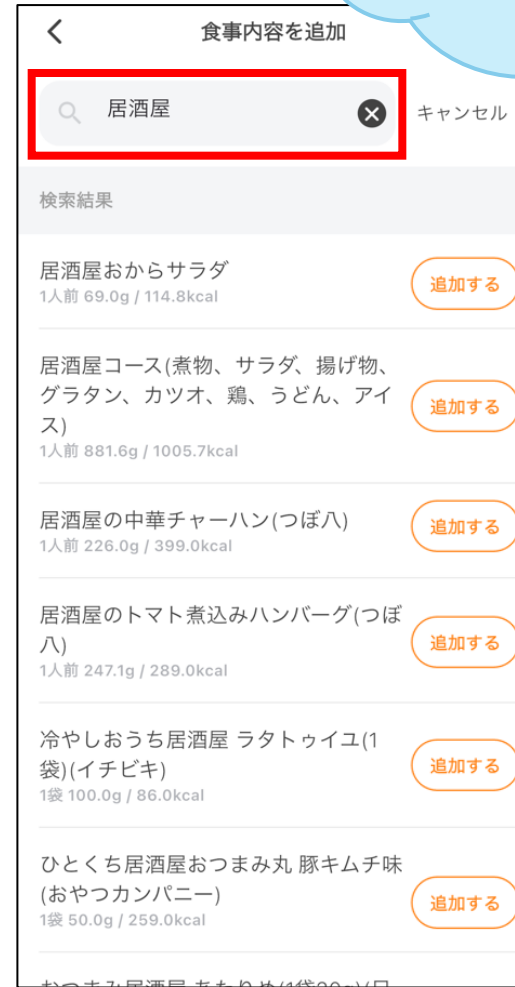 食事内容を追加
居酒屋
キャンセル
検索結果
居酒屋おからサラダ
1人前 69.0g / 114.8kcal
追加する
居酒屋コース(煮物、サラダ、揚げ物、
グラタン、カツオ、鶏、うどん、アイ
ス)
1人前 881.6g / 1005.7kcal
追加する
居酒屋の中華チャーハン(つぼ八)
1人前 226.0g / 399.0kcal
追加する
居酒屋のトマト煮込みハンバーグ(つぼ
八)
1人前 247.1g / 289.0kcal
追加する
冷やしおうち居酒屋 ラタトゥイユ(1
袋)(イチビキ)
1袋 100.0g / 86.0kcal
追加する
ひとくち居酒屋おつまみ丸 豚キムチ味
(おやつカンパニー)
1袋 50.0g / 259.0kcal
追加する